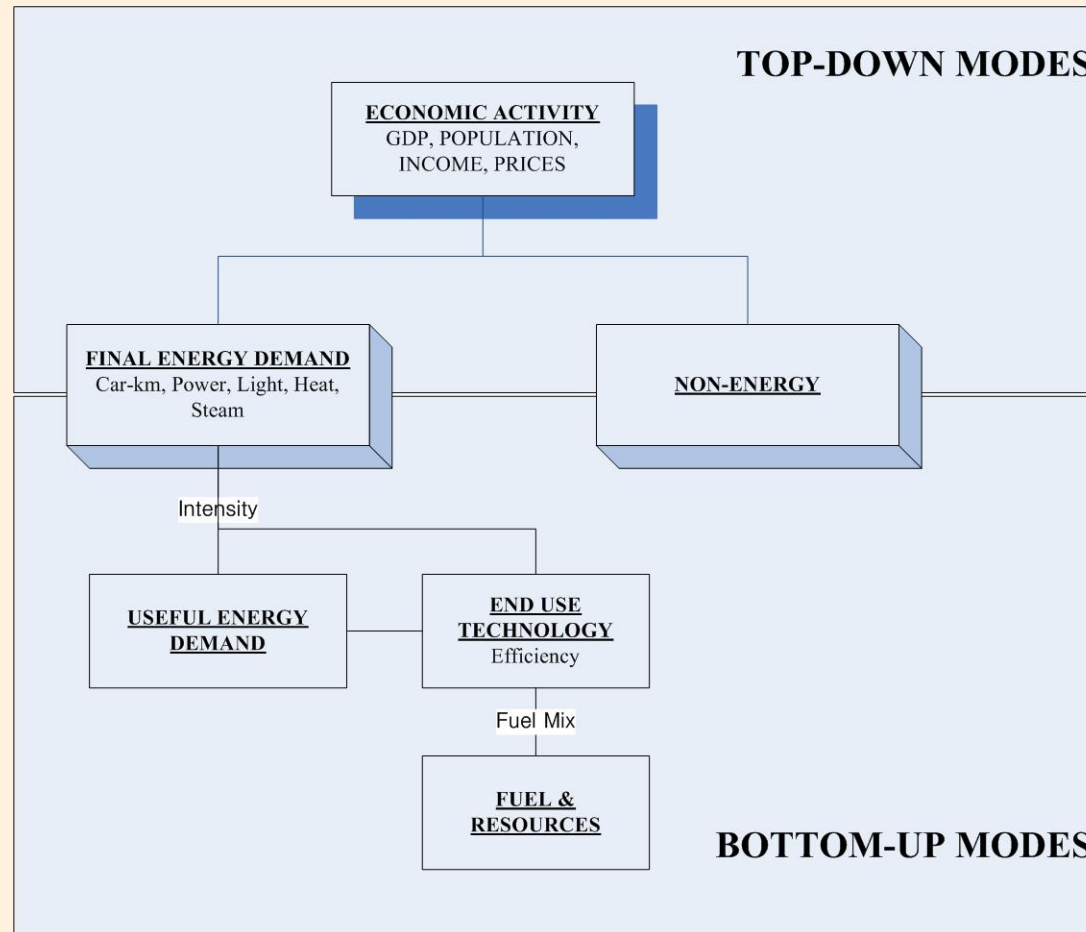 TOP-DOWN MODES
ECONOMIC ACTIVITY
GDP, POPULATION,
INCOME, PRICES
FINAL ENERGY DEMAND
Car-km, Power, Light, Heat,
Steam
NON-ENERGY
Intensity
USEFUL ENERGY
DEMAND
END USE
TECHNOLOGY
Efficiency
Fuel Mix
FUEL &
RESOURCES
BOTTOM-UP MODES